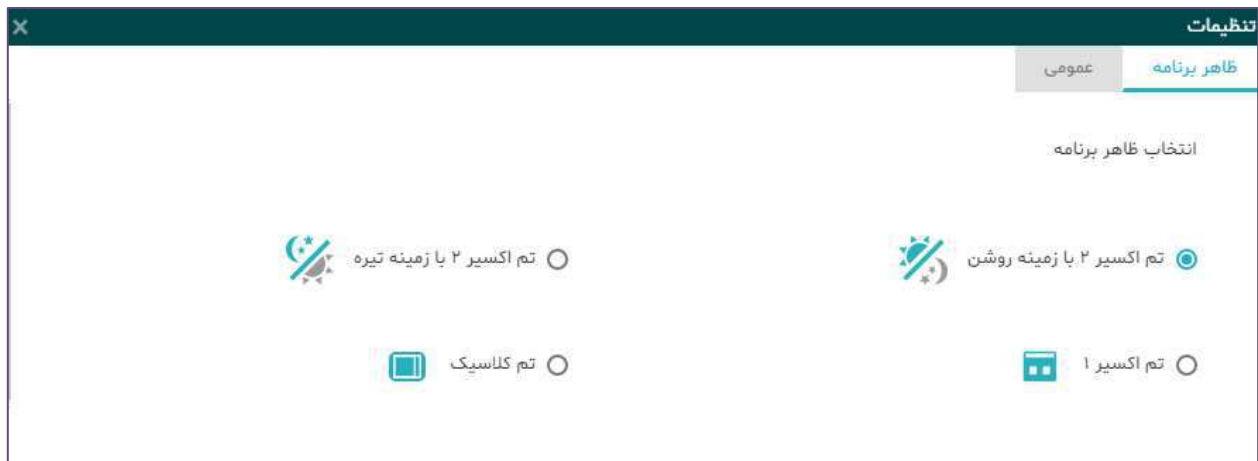 تنظیمات
ظاهر برنامه عمومی
انتخاب ظاهر برنامه
تم اکسیر ۲ با زمینه روشن تم اکسیر ۲ با زمینه تیره
تم اکسیر ۱ تم کلاسیک